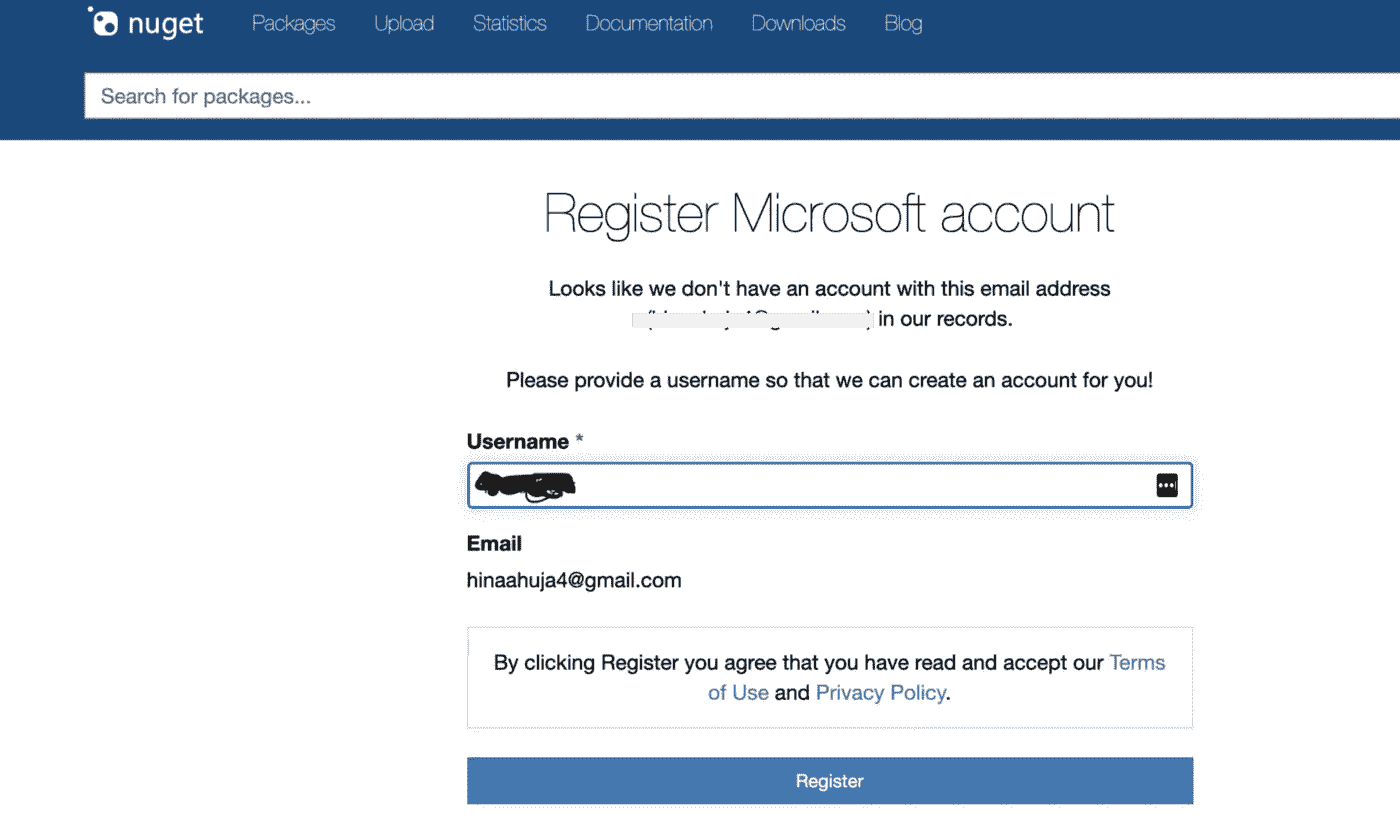 nuget
Packages
Upload
Statistics
Documentation
Downloads
Blog
Search for packages...
Register Microsoft account
Looks like we don't have an account with this email address
in our records.
Please provide a username so that we can create an account for you!
Username *
Email
hinaahuja4@gmail.com
By clicking Register you agree that you have read and accept our Terms
of Use and Privacy Policy.
Register